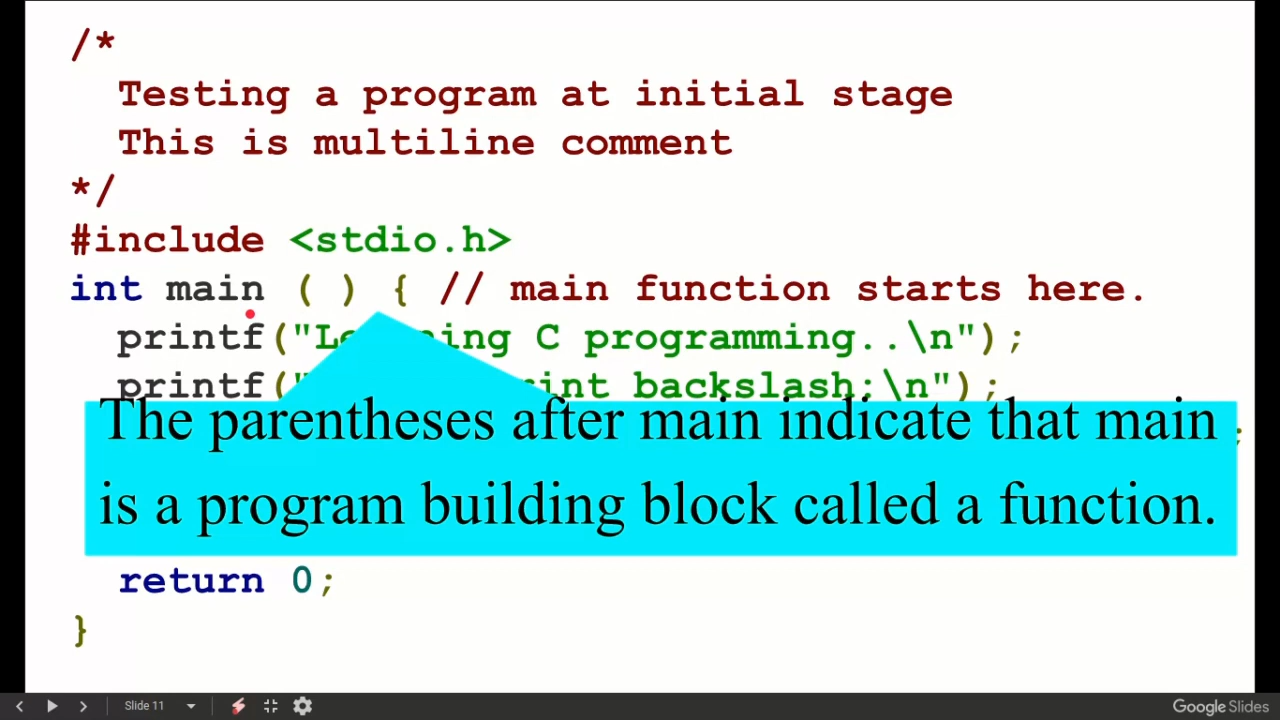 /*
Testing a program at initial stage
This is multiline comment
*/
#include <stdio.h>
int main ( ) { // main function starts here.
printf("Le ning C programming..\n");
printf(" int backslash:\n");
;
The parentheses after main indicate that main
is a program building block called a function.
return 0;
}
Slide 11
Google Slides